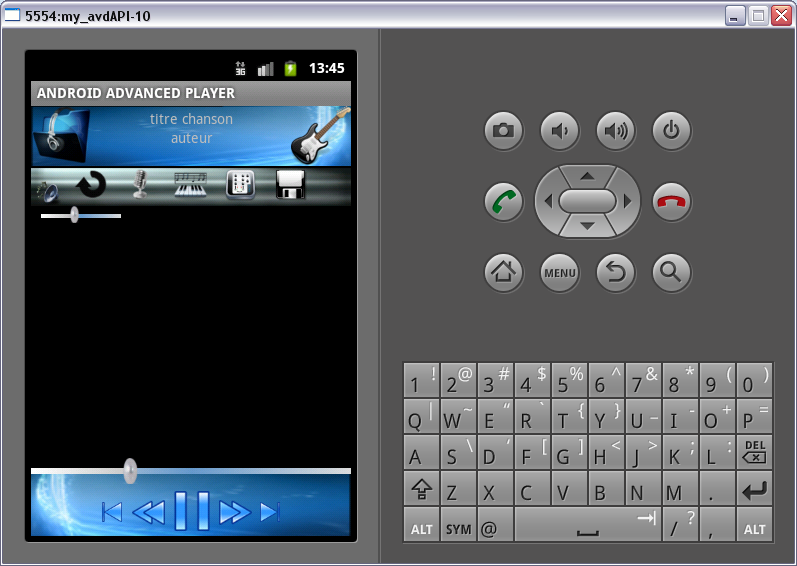 5554:my_avdAPI-10
3G 13:45
ANDROID ADVANCED PLAYER
titre chanson
auteur
MENU
1 ! 2 @ 3 # 4 $ 5 % 6 ^ 7 & 8 * 9 ( 0 )
Q | W ~ E “ R ` T { Y } U _ I - O + P =
A S \ D ‘ F [ G ] H < J > K ; L : DEL
Z X C V B N M .
ALT SYM @ / ? , ALT